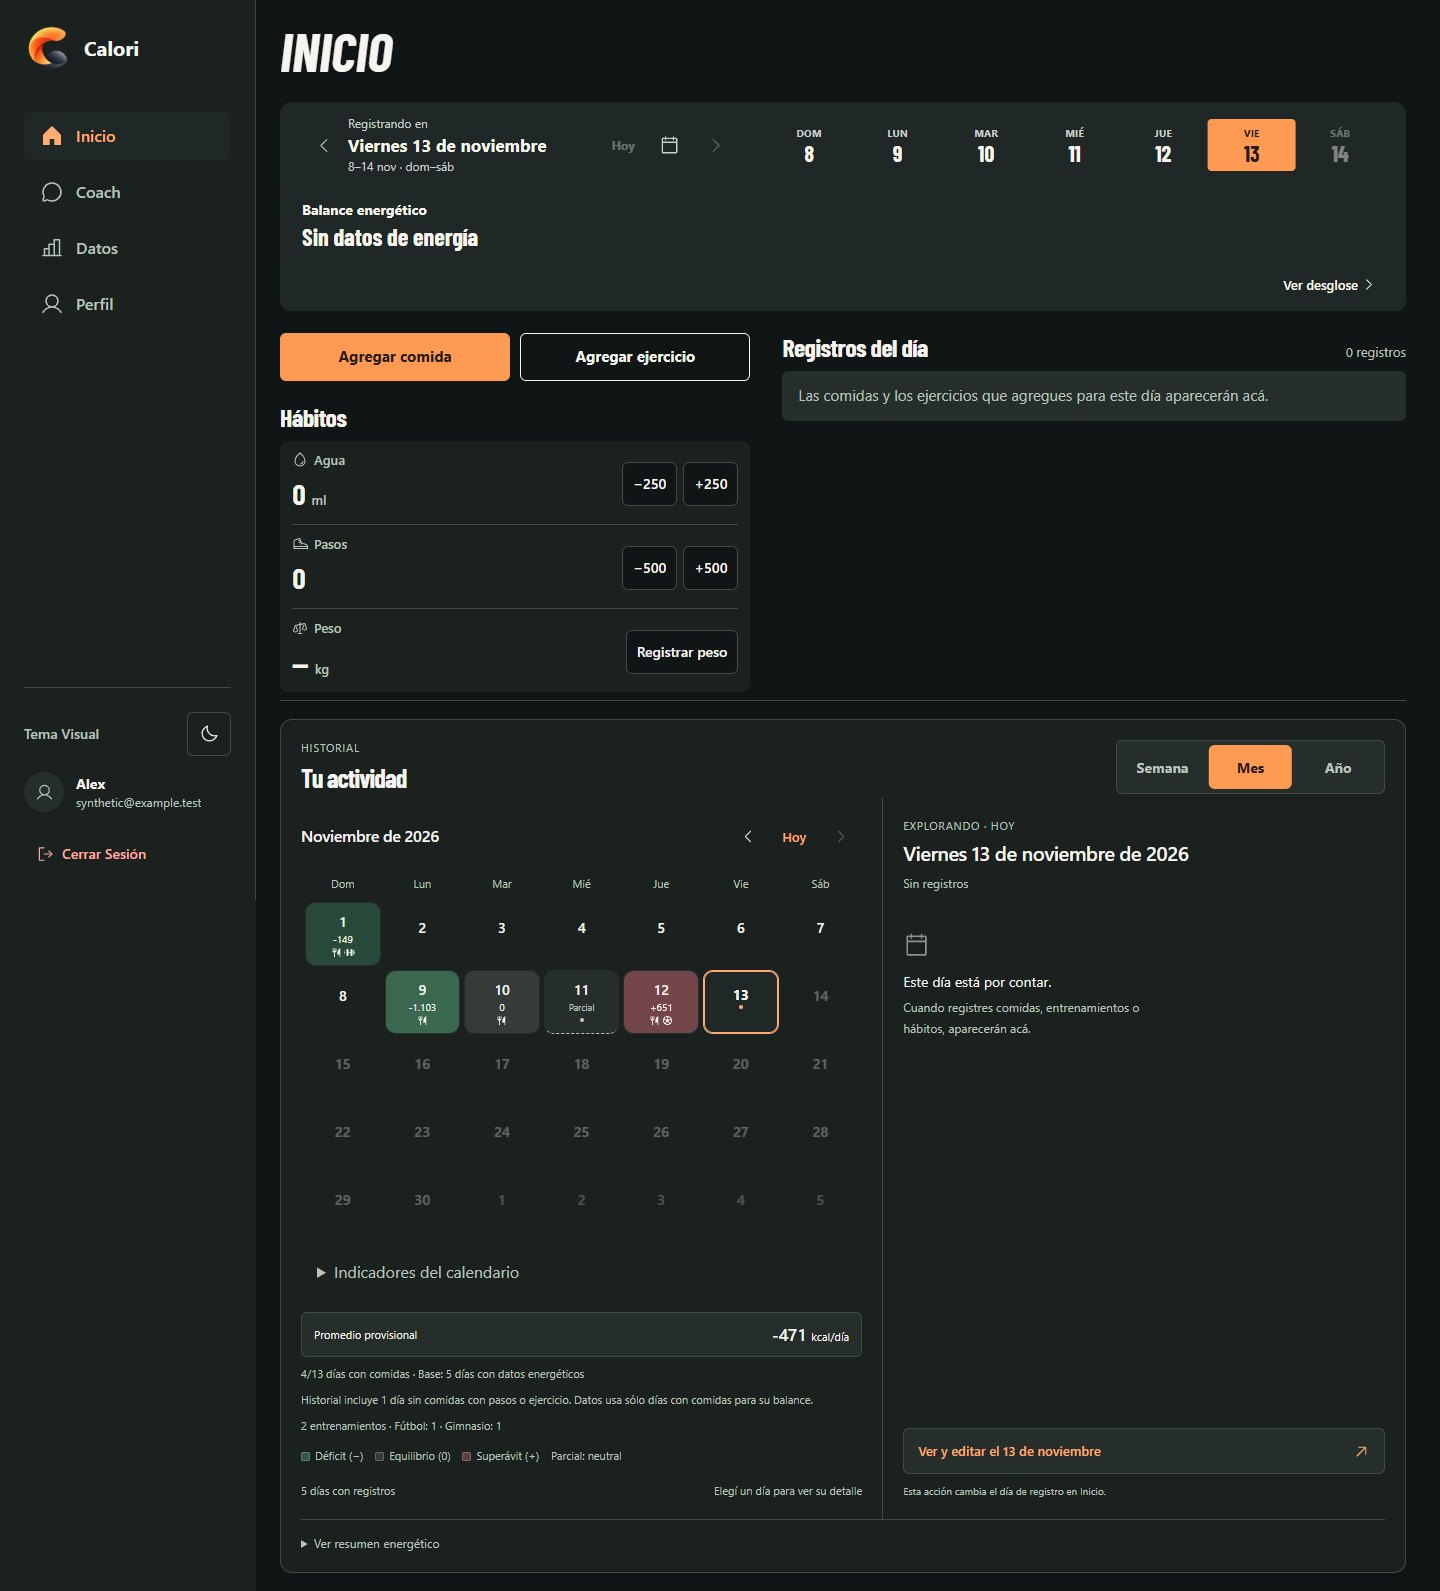 Calori
Inicio
Coach
Datos
Perfil
Tema Visual
Alex
synthetic@example.test
Cerrar Sesión
INICIO
Registrando en
Viernes 13 de noviembre
8–14 nov · dom–sáb
Hoy
DOM 8
LUN 9
MAR 10
MIÉ 11
JUE 12
VIE 13
SÁB 14
Balance energético
Sin datos de energía
Ver desglose
Agregar comida
Agregar ejercicio
Hábitos
Agua
0 ml
−250 +250
Pasos
0
−500 +500
Peso
– kg
Registrar peso
Registros del día
0 registros
Las comidas y los ejercicios que agregues para este día aparecerán acá.
HISTORIAL
Tu actividad
Semana Mes Año
Noviembre de 2026
Hoy
Dom Lun Mar Mié Jue Vie Sáb
1 2 3 4 5 6 7
-149
8 9 10 11 12 13 14
-1.103 0 Parcial +651
15 16 17 18 19 20 21
22 23 24 25 26 27 28
29 30 1 2 3 4 5
Indicadores del calendario
Promedio provisional
-471 kcal/día
4/13 días con comidas · Base: 5 días con datos energéticos
Historial incluye 1 día sin comidas con pasos o ejercicio. Datos usa sólo días con comidas para su balance.
2 entrenamientos · Fútbol: 1 · Gimnasio: 1
Déficit (−) Equilibrio (0) Superávit (+) Parcial: neutral
5 días con registros
Elegí un día para ver su detalle
EXPLORANDO · HOY
Viernes 13 de noviembre de 2026
Sin registros
Este día está por contar.
Cuando registres comidas, entrenamientos o
hábitos, aparecerán acá.
Ver y editar el 13 de noviembre
Esta acción cambia el día de registro en Inicio.
Ver resumen energético